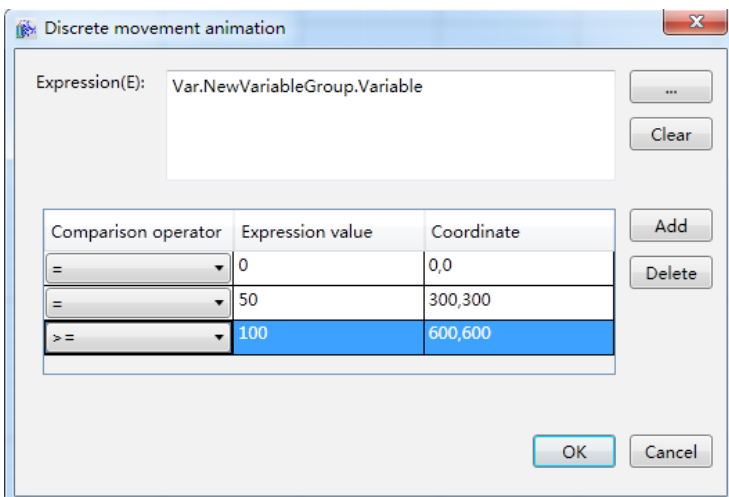 Discrete movement animation
Expression(E):
Var.NewVariableGroup.Variable
...
Clear
Comparison operator Expression value Coordinate
= 0 0,0
= 50 300,300
>= 100 600,600
Add
Delete
OK Cancel